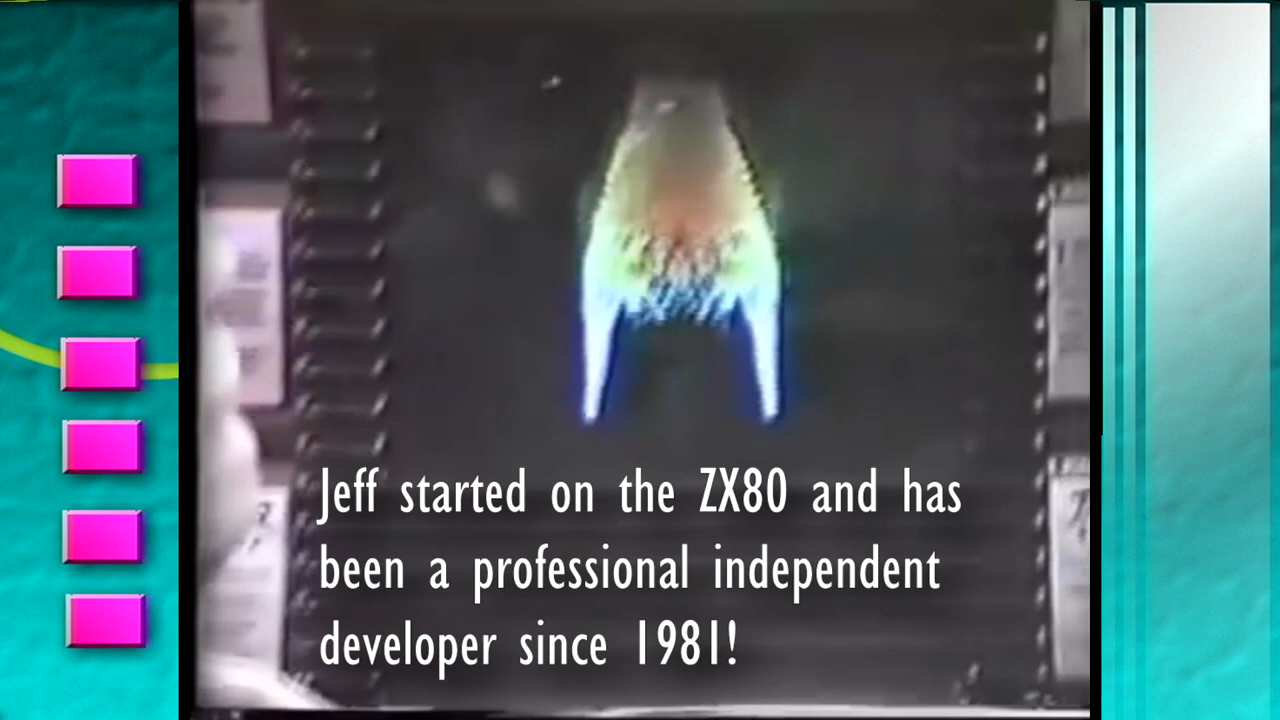 Jeff started on the ZX80 and has
been a professional independent
developer since 1981!